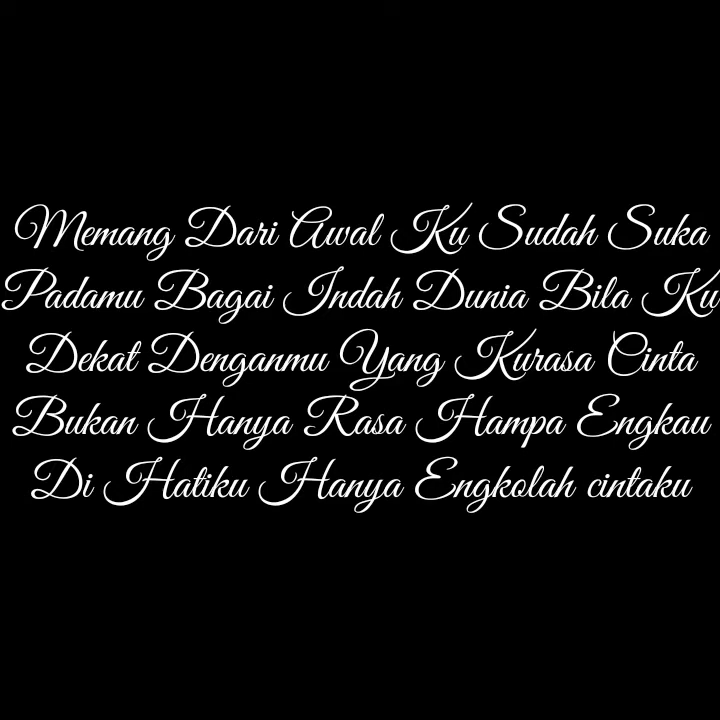 Memang Dari Awal Ku Sudah Suka
Padamu Bagai Indah Dunia Bila Ku
Dekat Denganmu Yang Kurasa Cinta
Bukan Hanya Rasa Hampa Engkau
Di Hatiku Hanya Engkolah cintaku